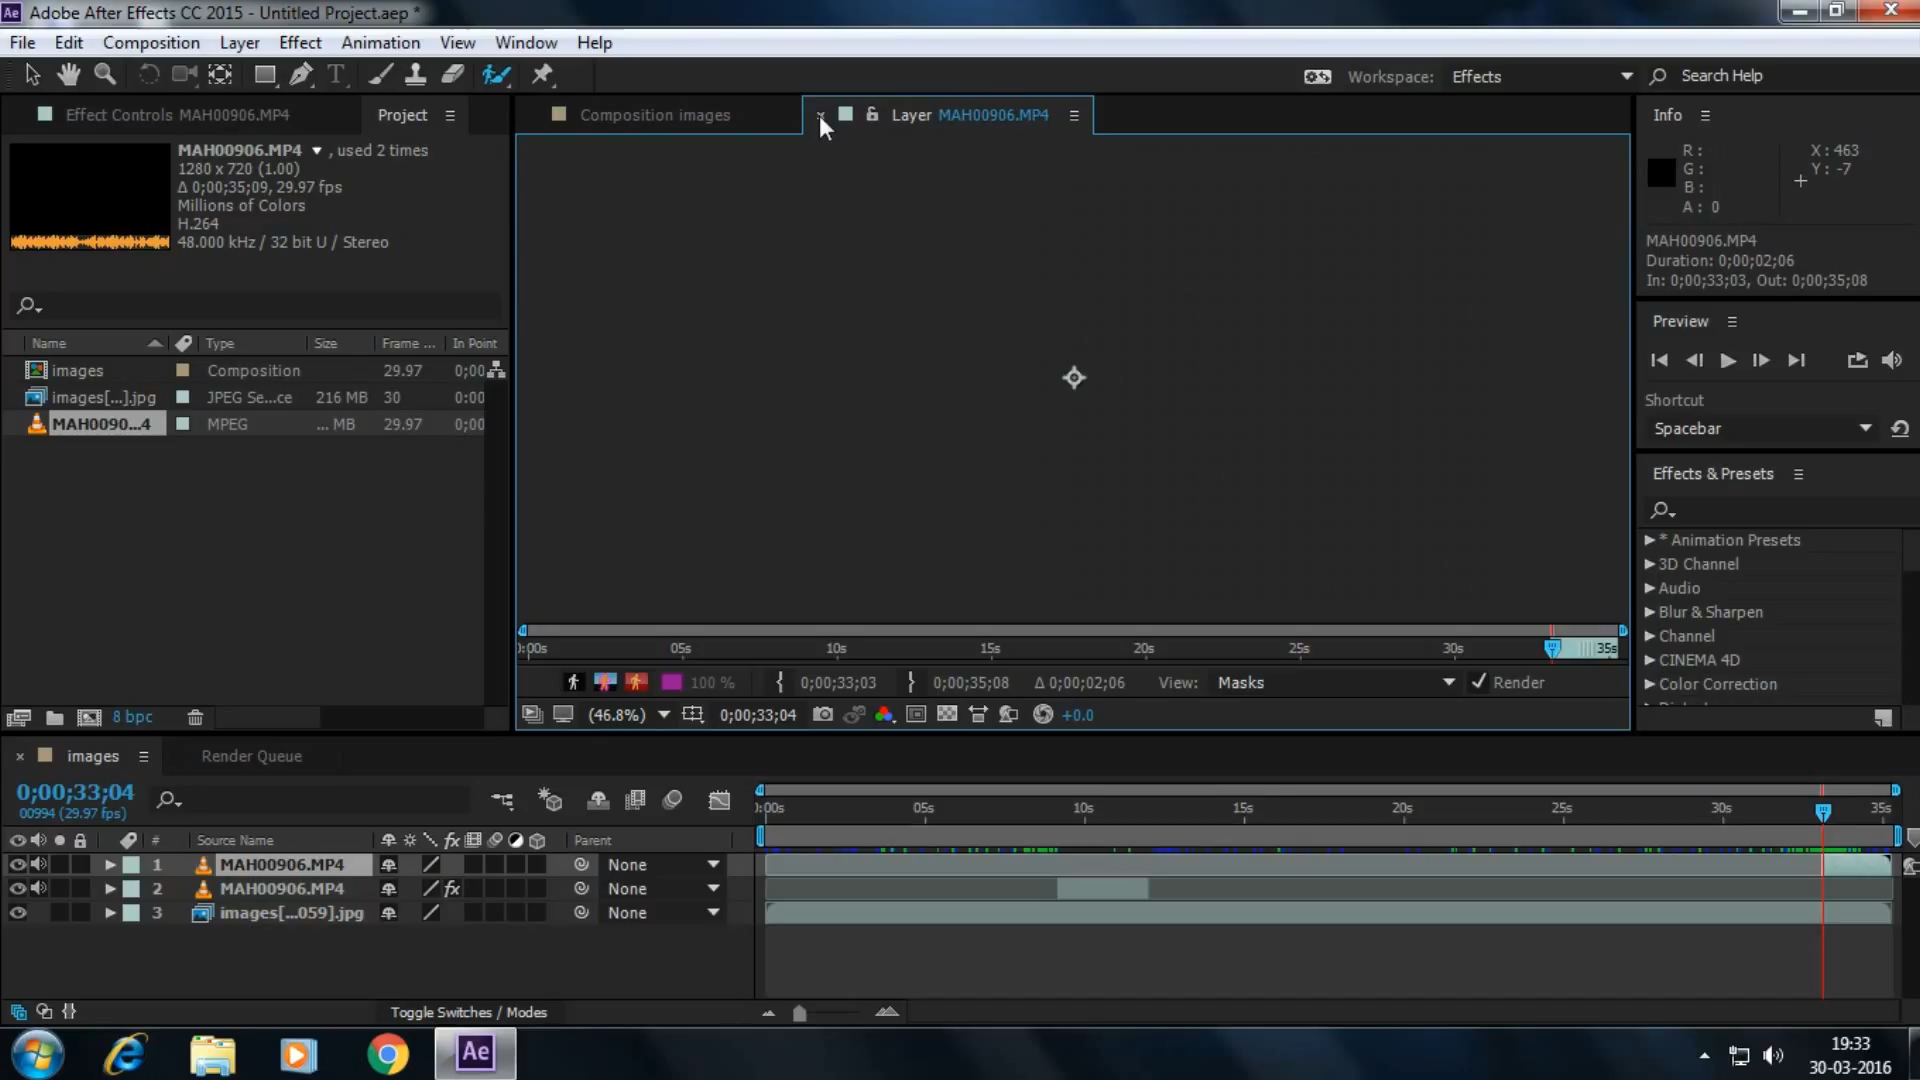 Ae Adobe After Effects CC 2015 - Untitled Project.aep *
File Edit Composition Layer Effect Animation View Window Help
Workspace: Effects Search Help
Effect Controls MAH00906.MP4 Project
Composition images
Layer MAH00906.MP4
Info
MAH00906.MP4 , used 2 times
1280 x 720 (1.00)
Δ 0;00;35;09, 29.97 fps
Millions of Colors
H.264
48.000 kHz / 32 bit U / Stereo
R :
G :
B :
A : 0
X : 463
Y : -7
MAH00906.MP4
Duration: 0;00;02;06
In: 0;00;33;03, Out: 0;00;35;08
Preview
Shortcut
Spacebar
Effects & Presets
* Animation Presets
3D Channel
Audio
Blur & Sharpen
Channel
CINEMA 4D
Color Correction
Name Type Size Frame ... In Point
images Composition 29.97 0;00
images[...].jpg JPEG Se...ce 216 MB 30 0:00
MAH0090...4 MPEG ... MB 29.97 0;00
8 bpc
):00s 05s 10s 15s 20s 25s 30s 35s
100 % 0;00;33;03 0;00;35;08 Δ 0;00;02;06 View: Masks Render
(46.8%) 0;00;33;04 +0.0
images Render Queue
0;00;33;04
00994 (29.97 fps)
):00s 05s 10s 15s 20s 25s 30s 35s
# Source Name fx Parent
1 MAH00906.MP4 None
2 MAH00906.MP4 fx None
3 images[...059].jpg None
Toggle Switches / Modes
Ae
19:33
30-03-2016